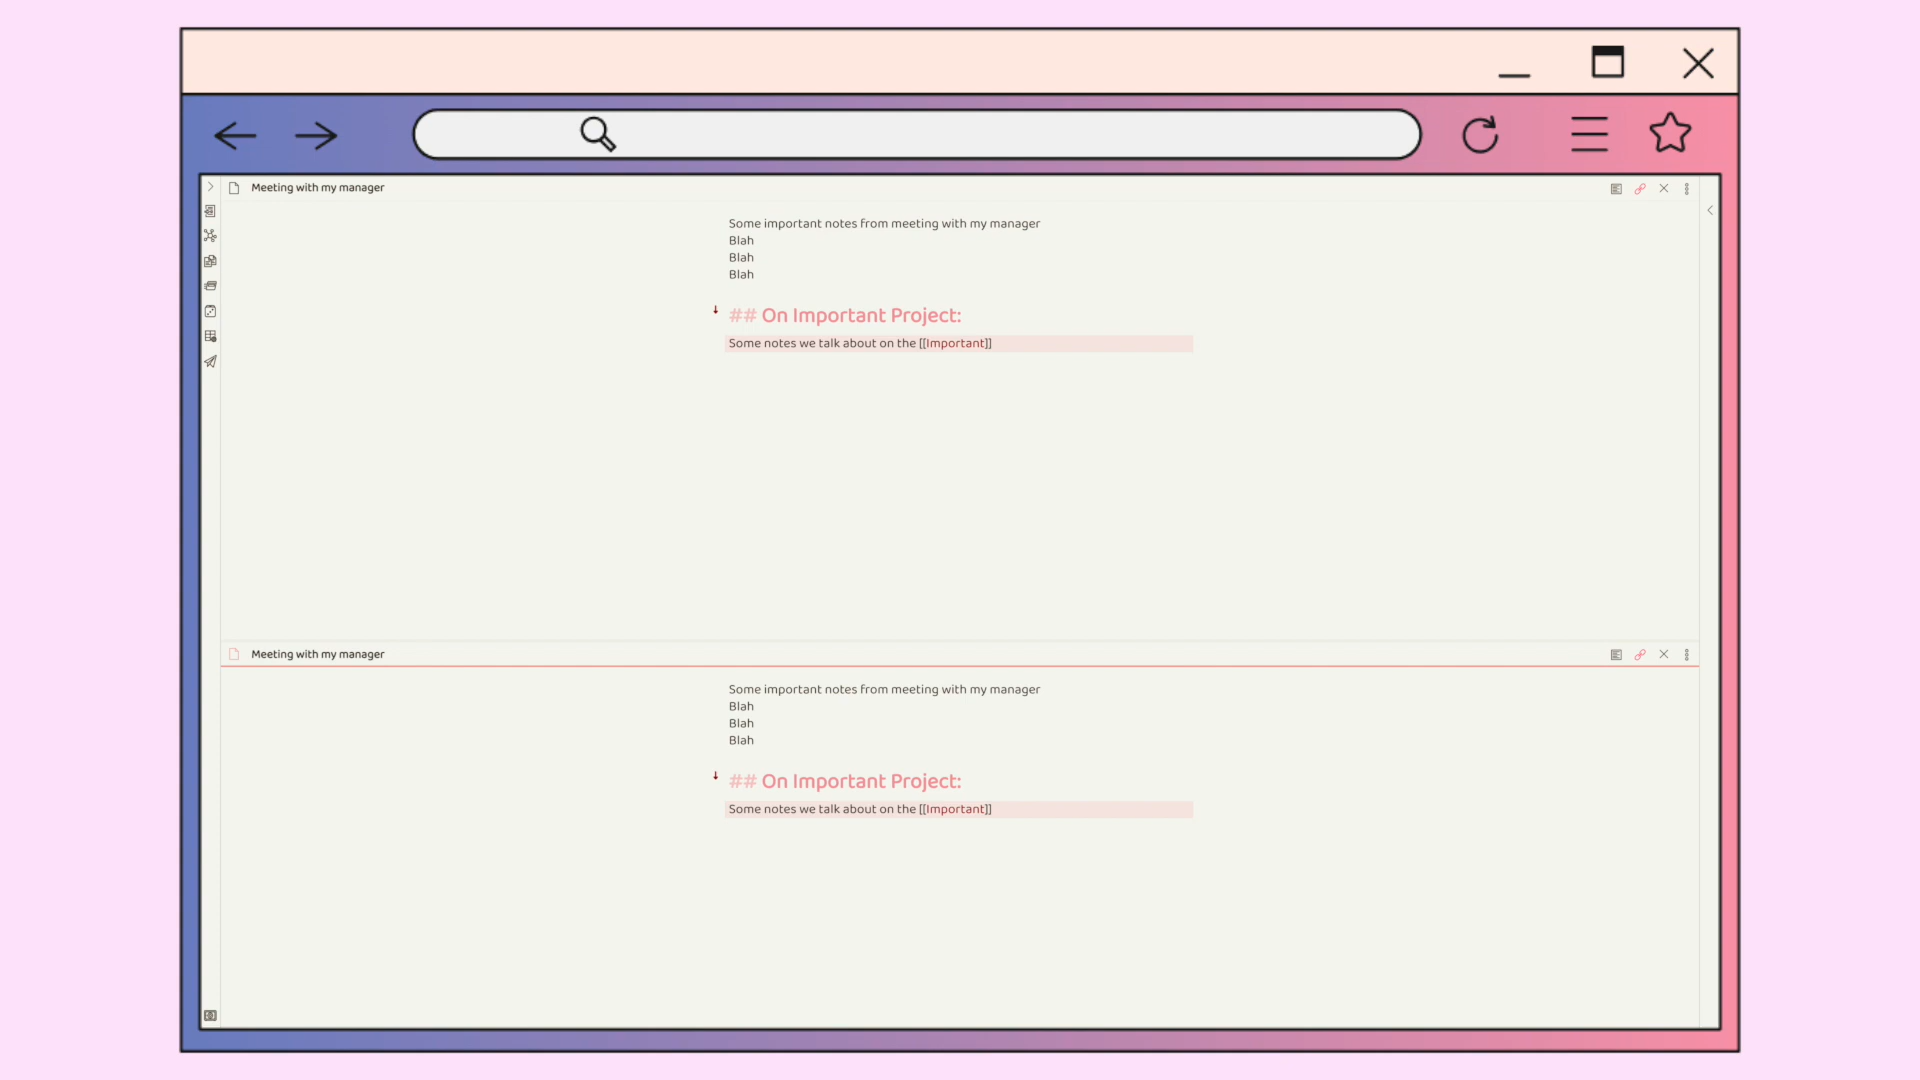 Meeting with my manager
Some important notes from meeting with my manager
Blah
Blah
Blah
## On Important Project:
Some notes we talk about on the [[Important]]
Meeting with my manager
Some important notes from meeting with my manager
Blah
Blah
Blah
## On Important Project:
Some notes we talk about on the [[Important]]